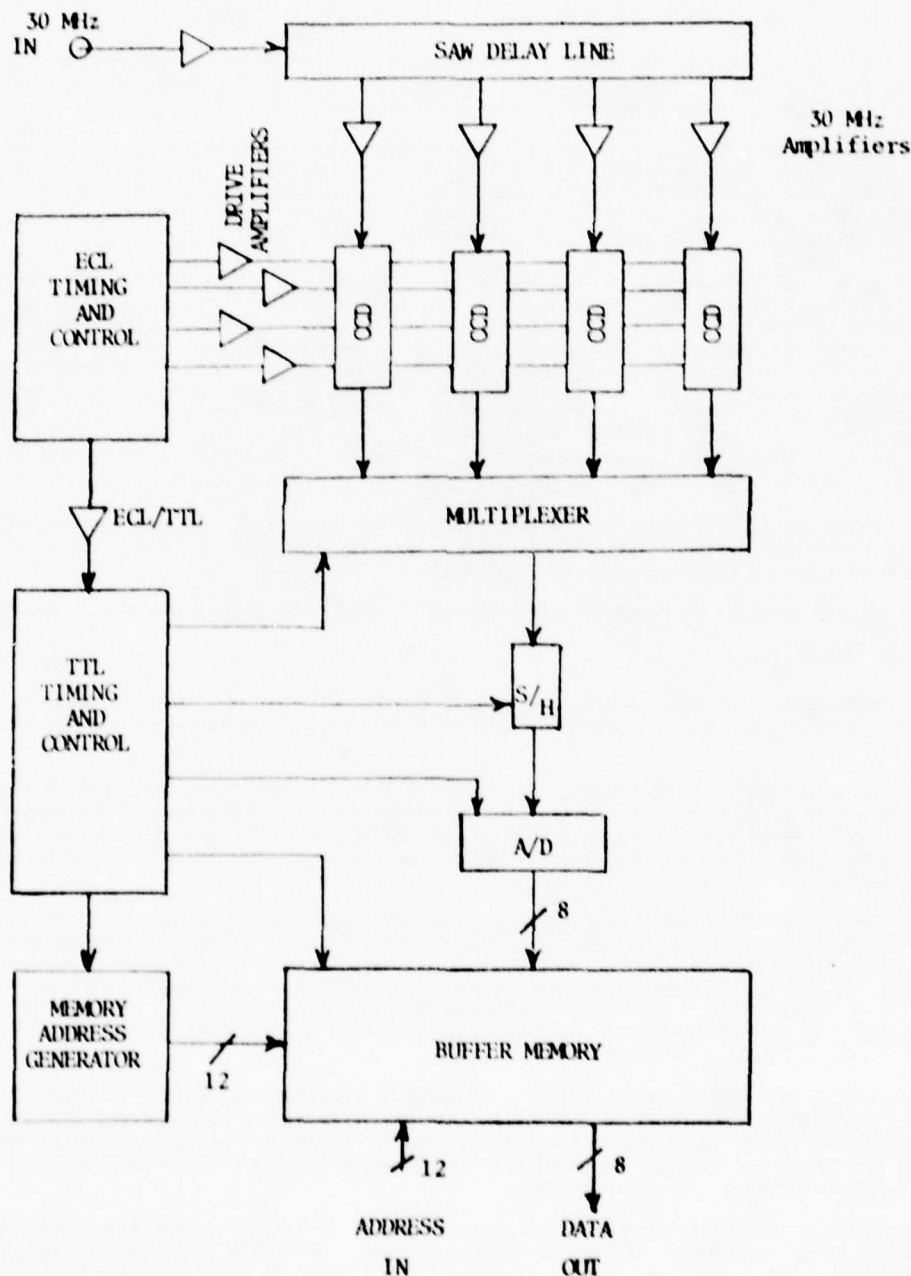 30 MHz
IN
SAW DELAY LINE
30 MHz
Amplifiers
DRIVE
AMPLIFIERS
ECL
TIMING
AND
CONTROL
CCD
CCD
CCD
CCD
MULTIPLEXER
ECL/TTL
TTL
TIMING
AND
CONTROL
S/H
A/D
8
MEMORY
ADDRESS
GENERATOR
12
BUFFER MEMORY
12
8
ADDRESS
IN
DATA
OUT